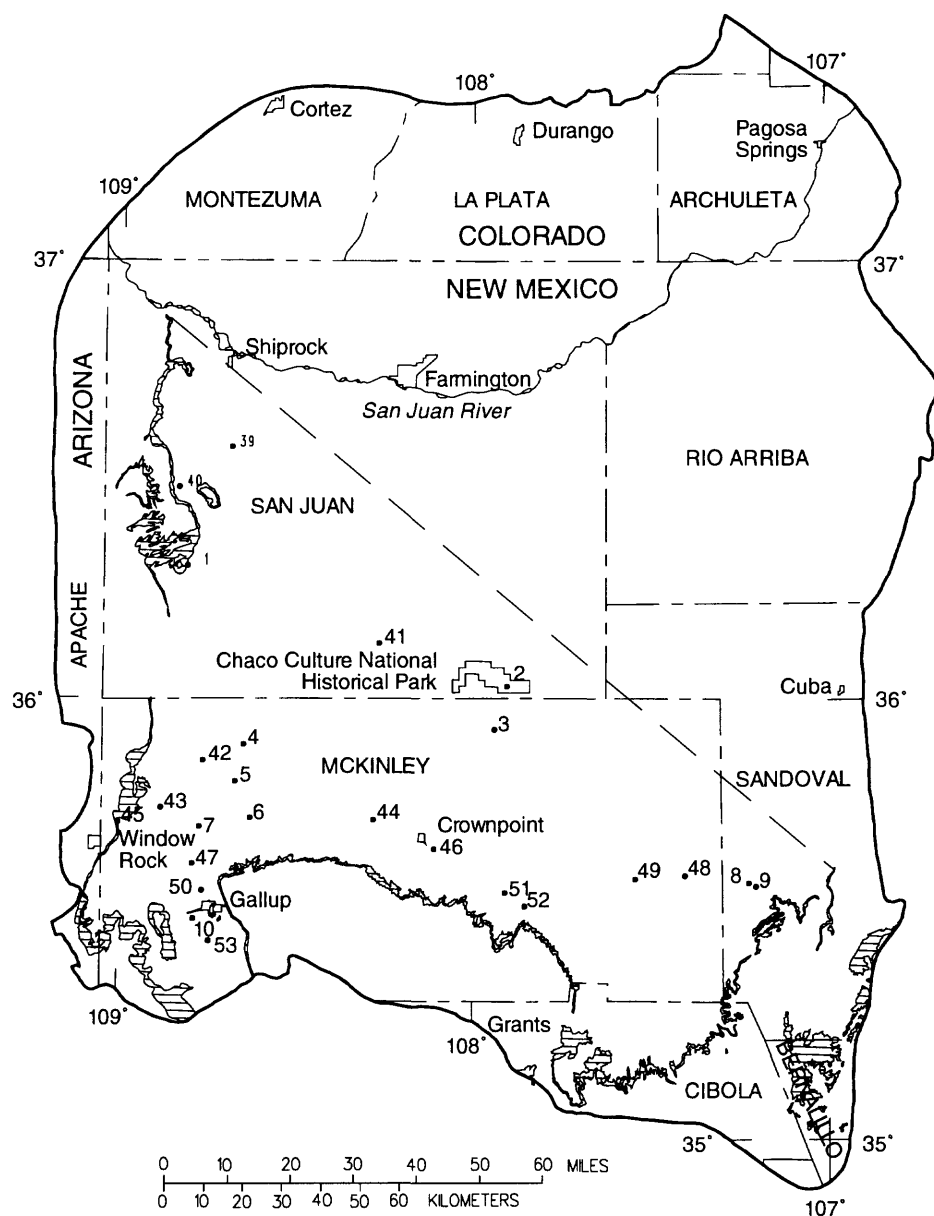 107°
108°
Cortez
Durango
Pagosa
Springs
109°
MONTEZUMA
LA PLATA
ARCHULETA
COLORADO
37°
37°
NEW MEXICO
ARIZONA
Shiprock
Farmington
San Juan River
39
RIO ARRIBA
40
SAN JUAN
1
APACHE
41
Chaco Culture National
Historical Park
2
36°
36°
Cuba
3
4
42
MCKINLEY
5
SANDOVAL
43
45
7
6
44
Crownpoint
Window
Rock
46
47
49
48
8
9
50
51
52
Gallup
10
53
109°
108°
Grants
BERNALILLO
CIBOLA
35°
35°
107°
0 10 20 30 40 50 60 MILES
0 10 20 30 40 50 60 KILOMETERS